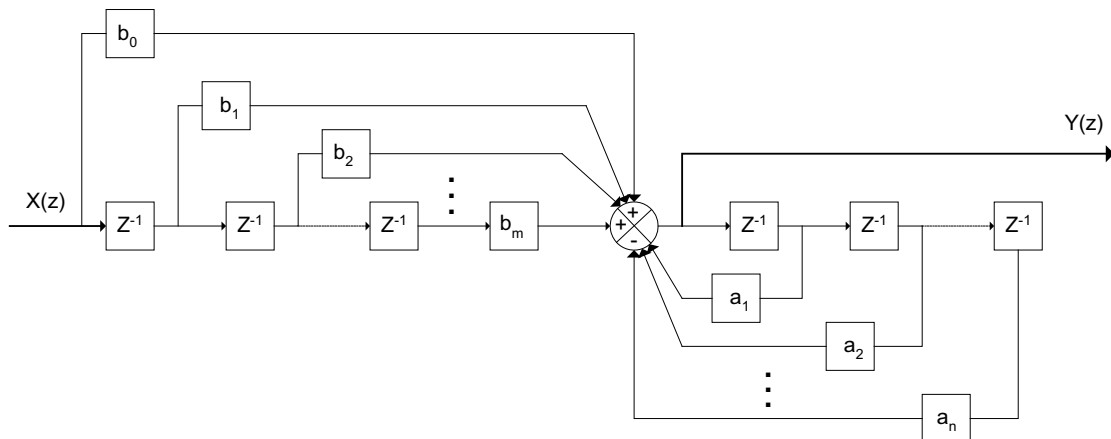 b₀
b₁
Y(z)
b₂
X(z)
Z⁻¹
Z⁻¹
Z⁻¹
bₘ
+
+
-
Z⁻¹
Z⁻¹
Z⁻¹
a₁
a₂
aₙ